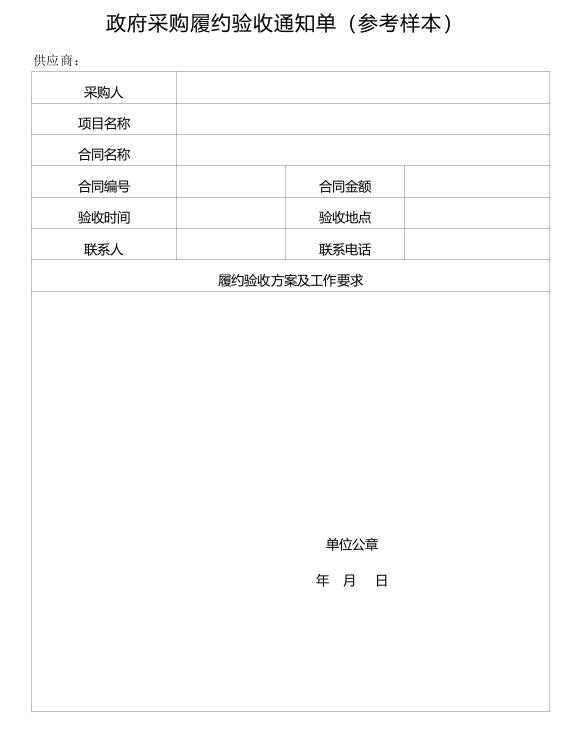 政府采购履约验收通知单（参考样本）
供应商：
采购人
项目名称
合同名称
合同编号 合同金额
验收时间 验收地点
联系人 联系电话
履约验收方案及工作要求
单位公章
年 月 日